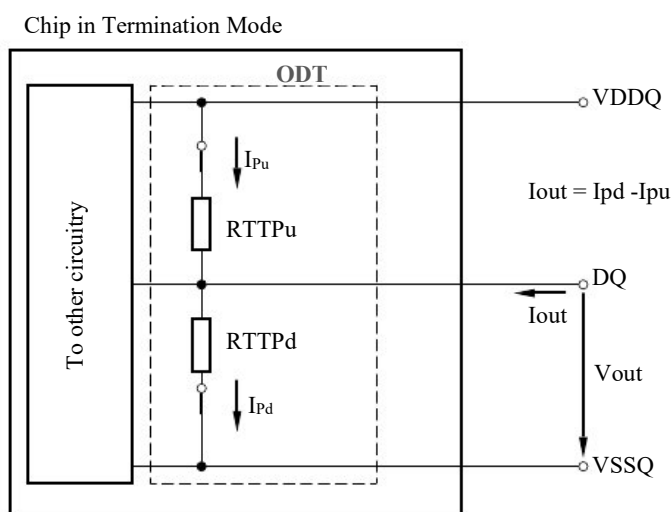 Chip in Termination Mode
ODT
VDDQ
IPu
Iout = Ipd -Ipu
RTTPu
To other circuitry
DQ
Iout
RTTPd
Vout
IPd
VSSQ